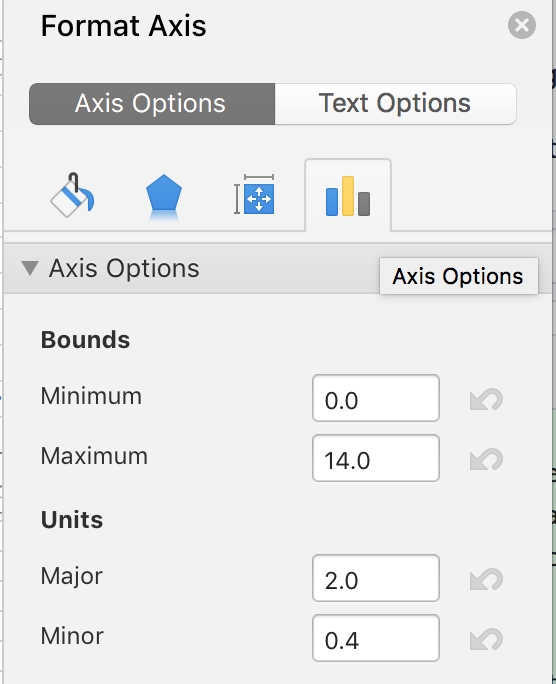 Format Axis
Axis Options Text Options
Axis Options
Axis Options
Bounds
Minimum 0.0
Maximum 14.0
Units
Major 2.0
Minor 0.4